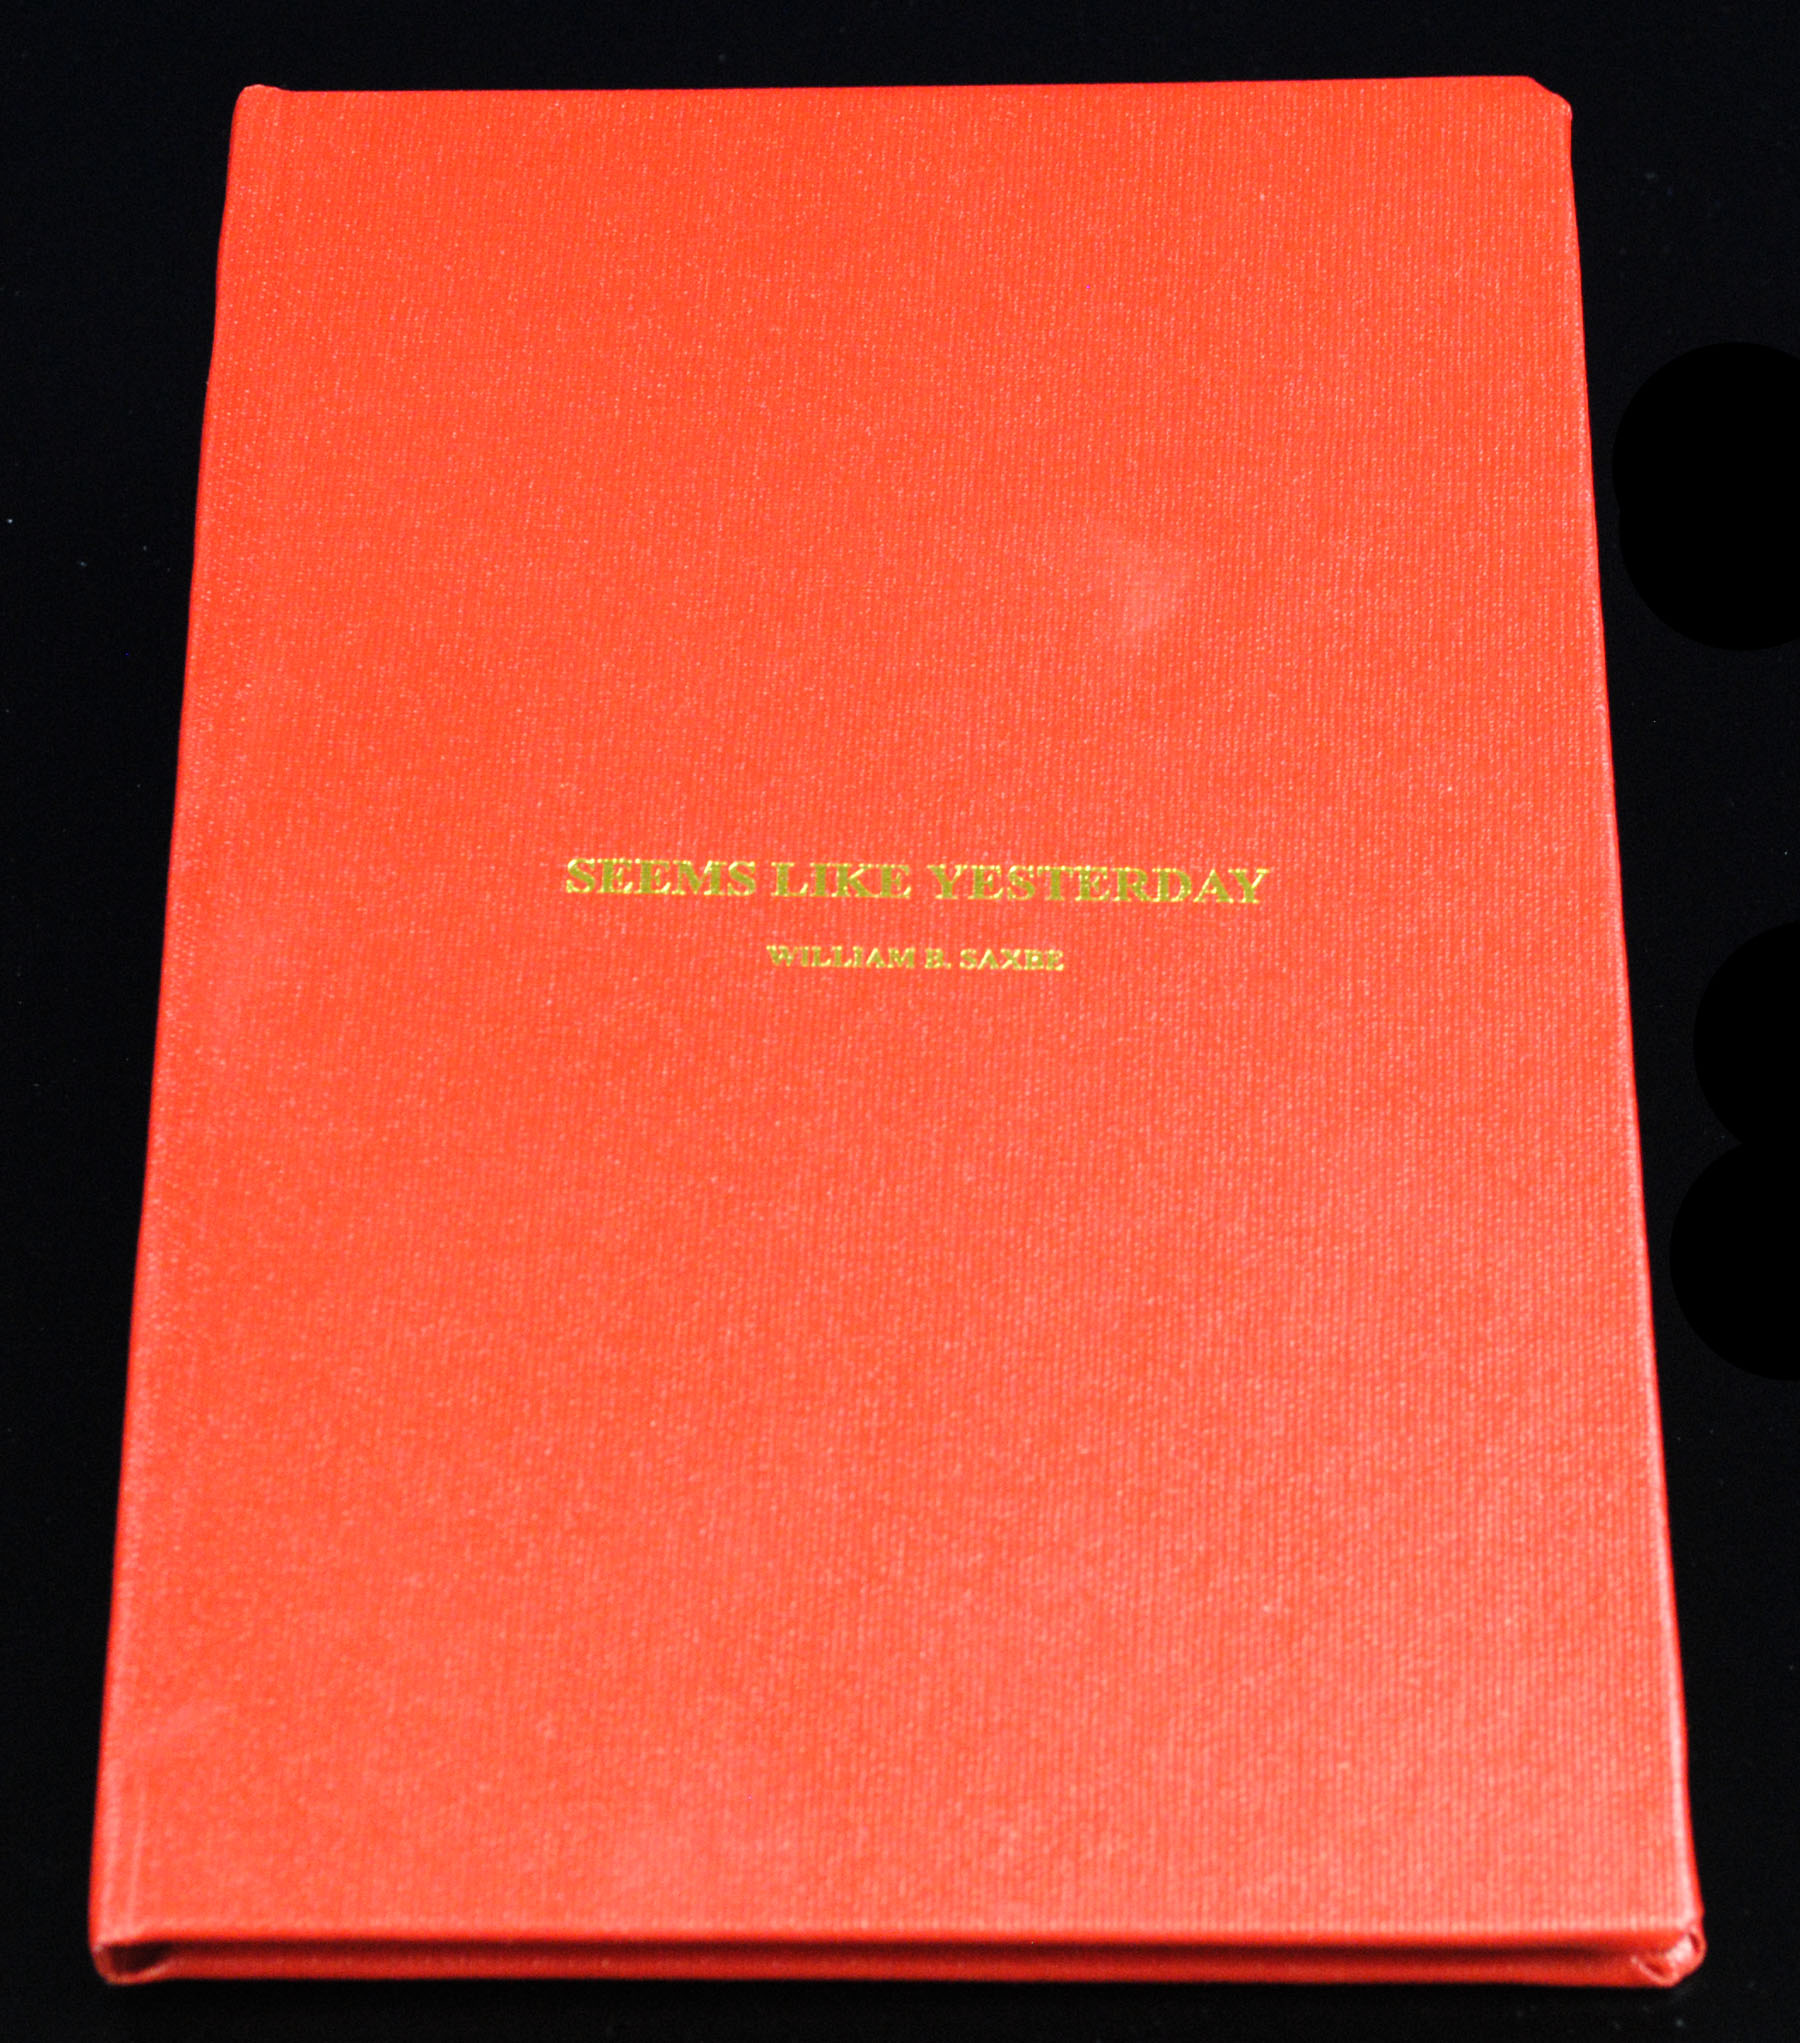 SEEMS LIKE YESTERDAY
WILLIAM B. SAXBE